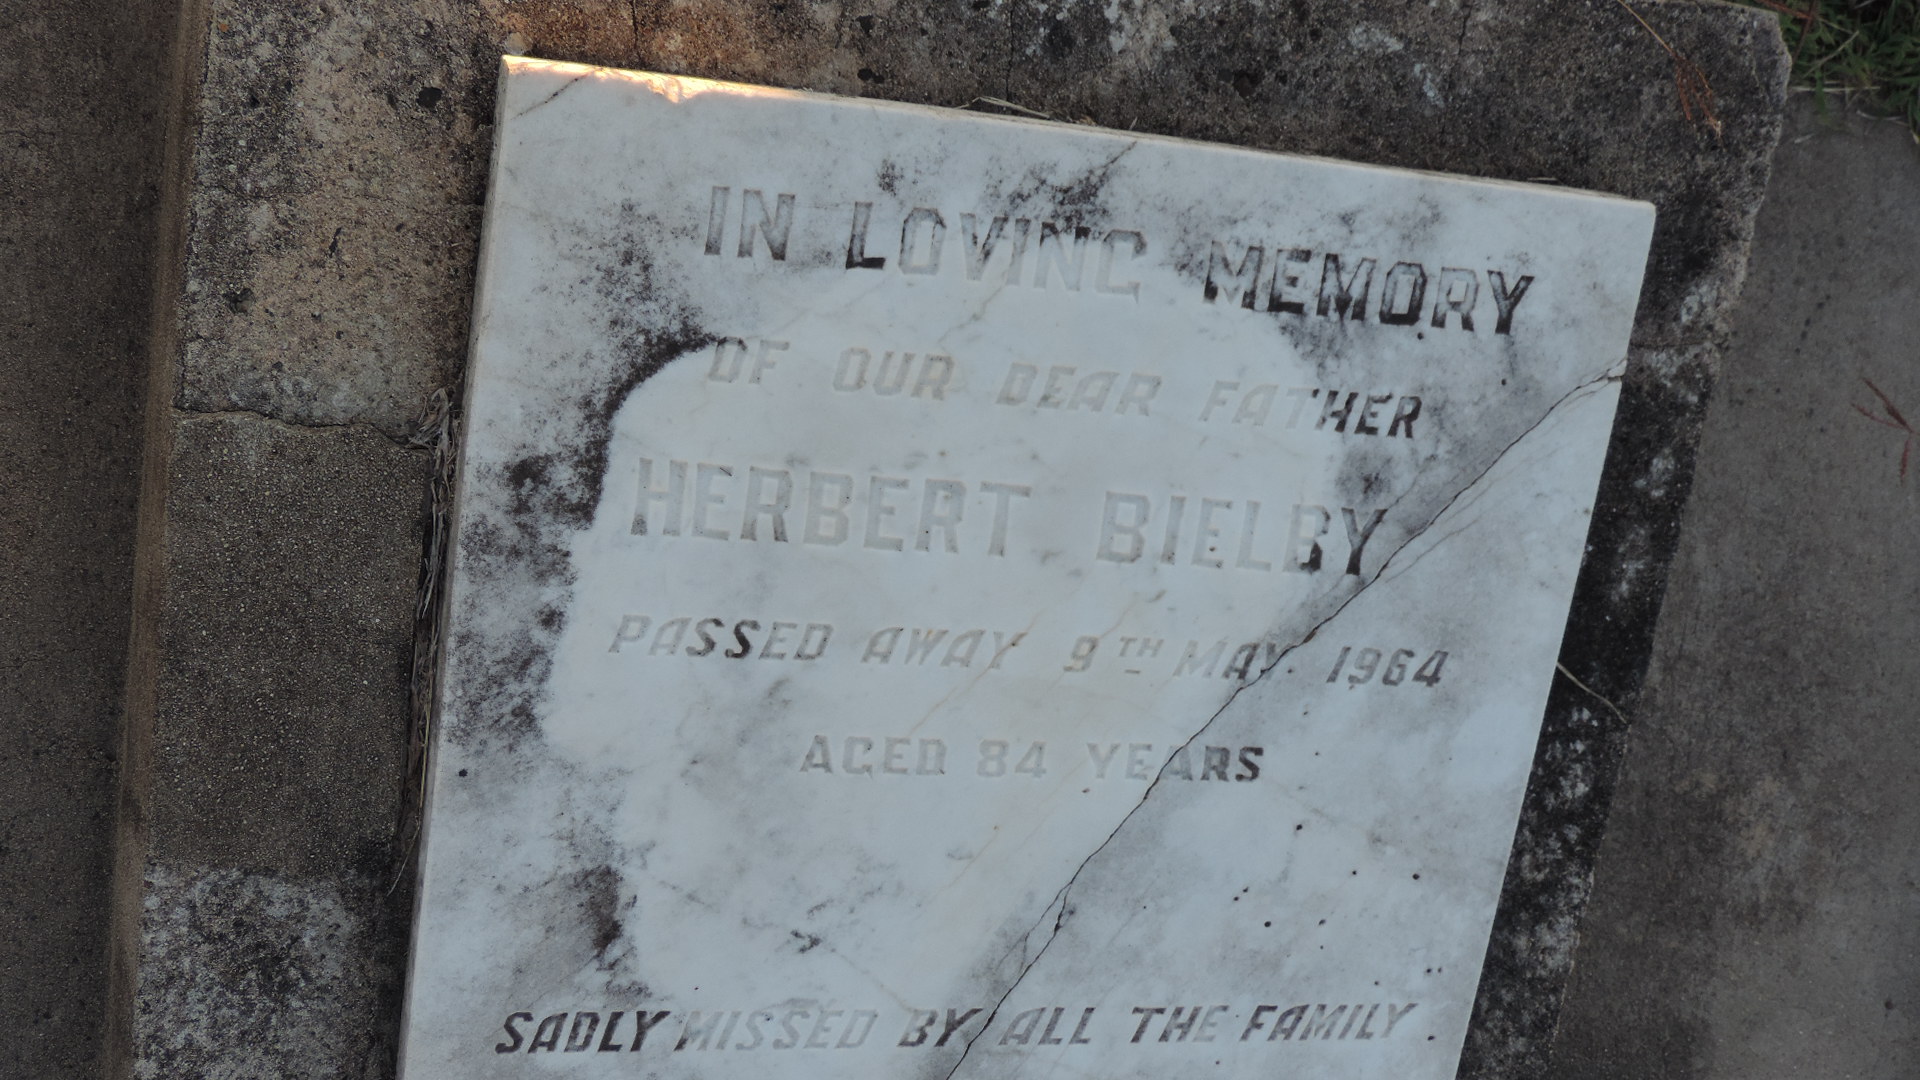 IN LOVING MEMORY
OF OUR DEAR FATHER
HERBERT BIELBY
PASSED AWAY 9TH MAY. 1964
AGED 84 YEARS
SADLY MISSED BY ALL THE FAMILY.